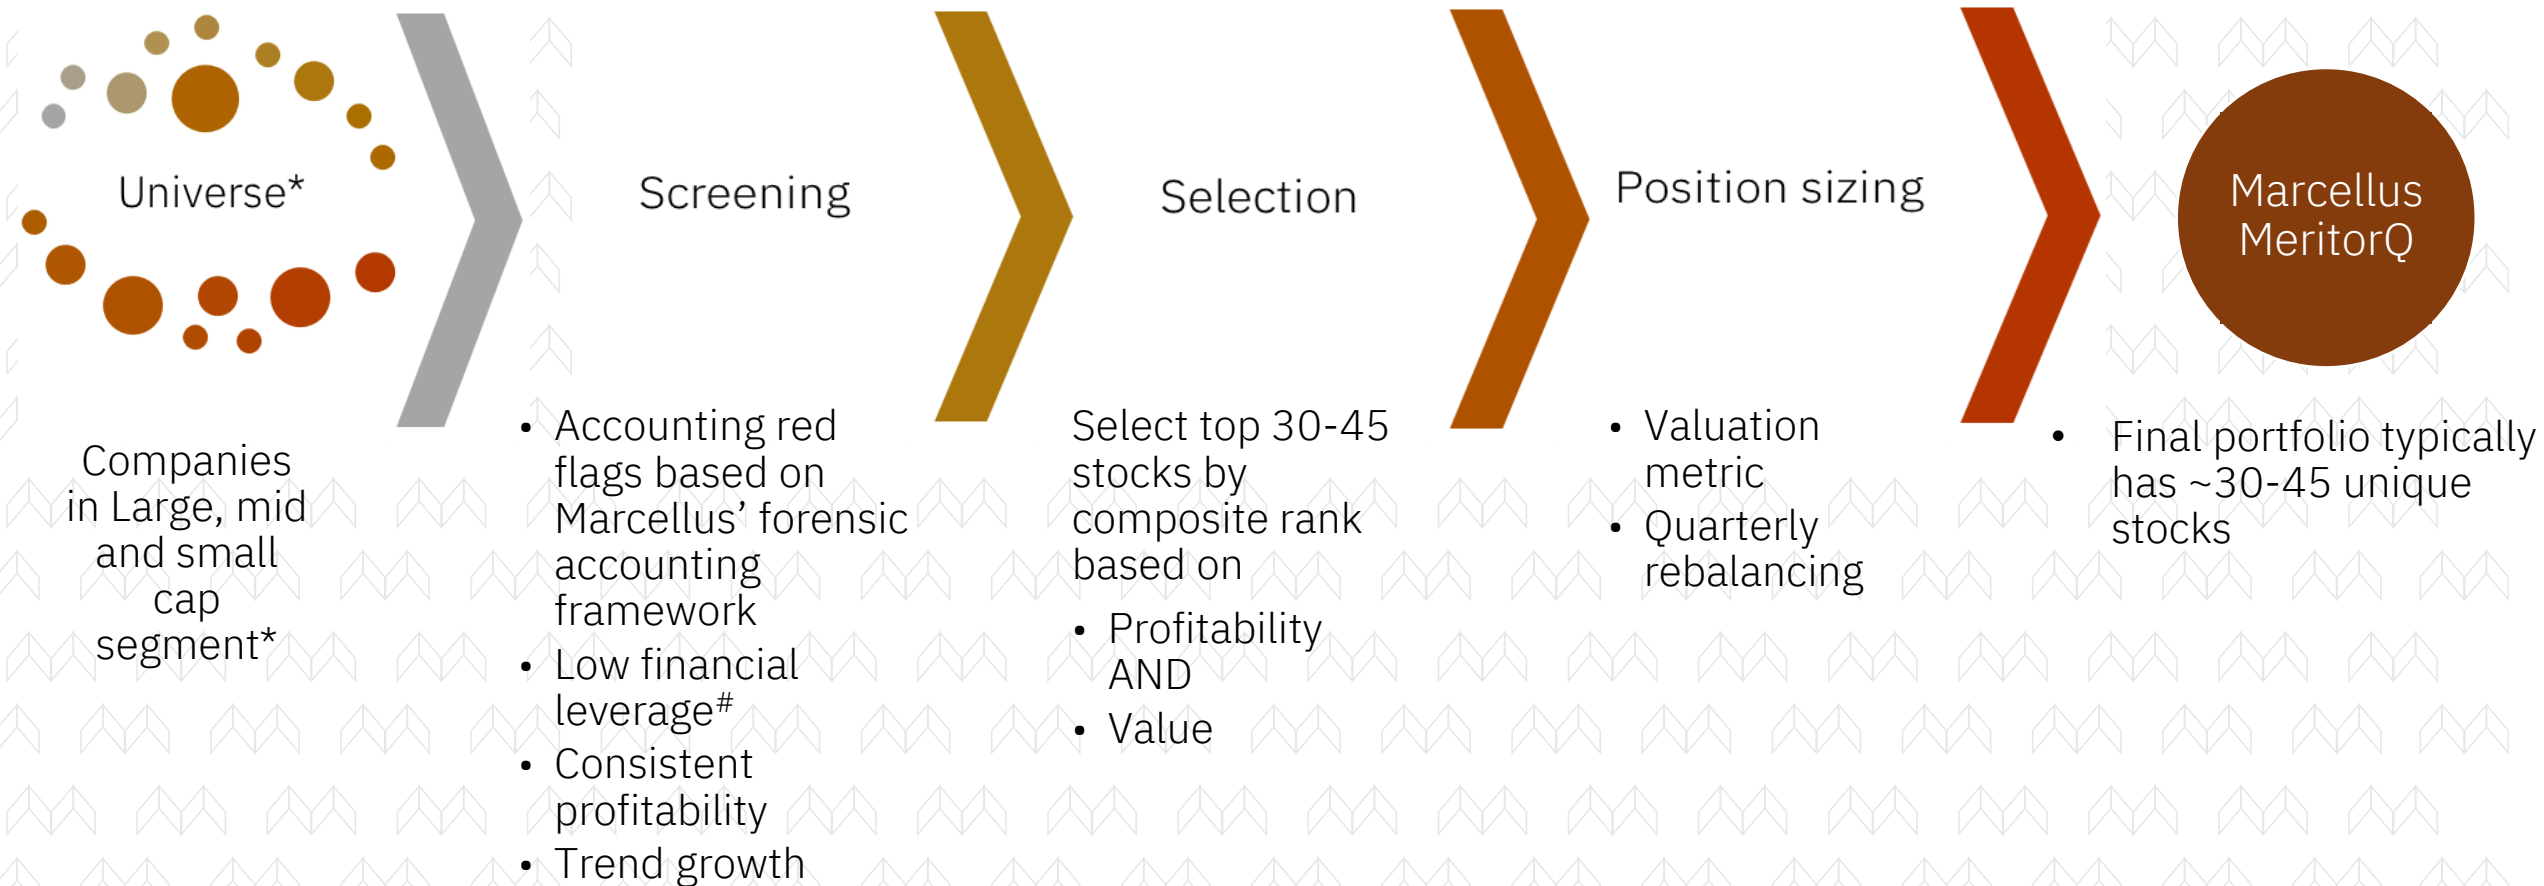 Universe*
Screening
Selection
Position sizing
Marcellus
MeritorQ
Companies
in Large, mid
and small
cap
segment*
• Accounting red
flags based on
Marcellus’ forensic
accounting
framework
• Low financial
leverage#
• Consistent
profitability
• Trend growth
Select top 30-45
stocks by
composite rank
based on
• Profitability
AND
• Value
• Valuation
metric
• Quarterly
rebalancing
• Final portfolio typically
has ~30-45 unique
stocks